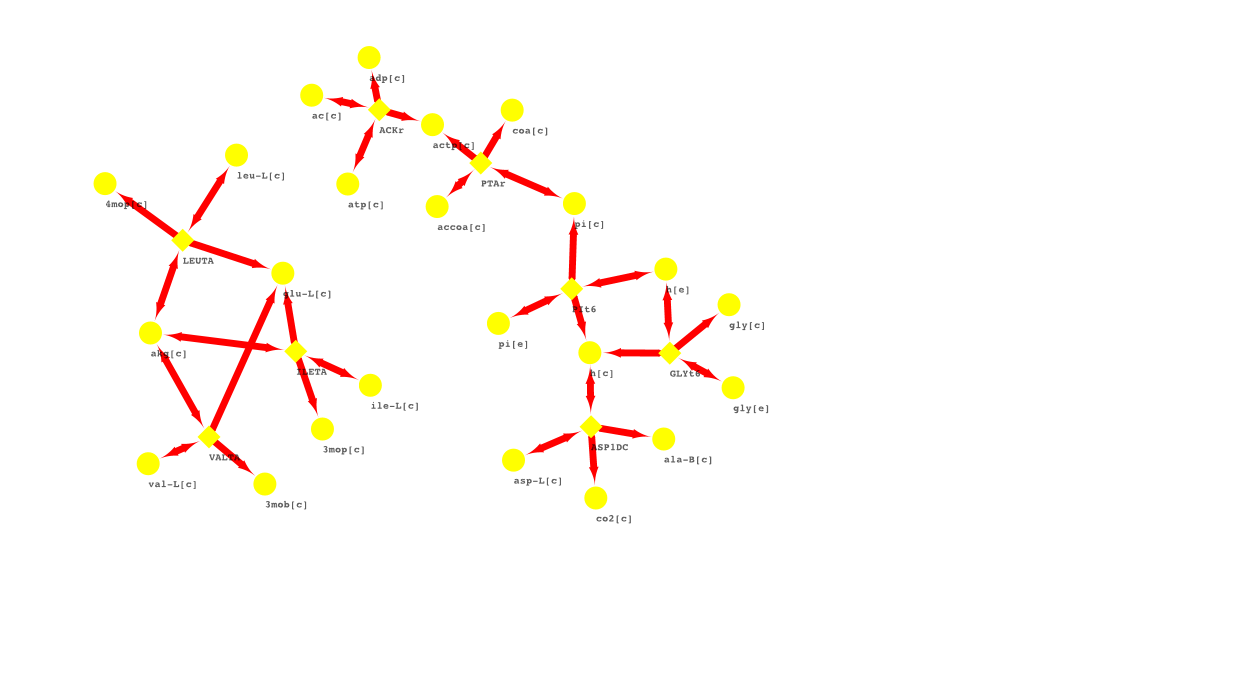 adp[c]
ac[c]
ACKr
coa[c]
actp[c]
leu-L[c]
PTAr
4mop[c]
atp[c]
accoa[c]
pi[c]
LEUTA
glu-L[c]
h[e]
PIt6
gly[c]
pi[e]
akg[c]
ILETA
h[c]
GLYt6
ile-L[c]
gly[e]
3mop[c]
ASP1DC
VALTA
ala-B[c]
val-L[c]
asp-L[c]
3mob[c]
co2[c]